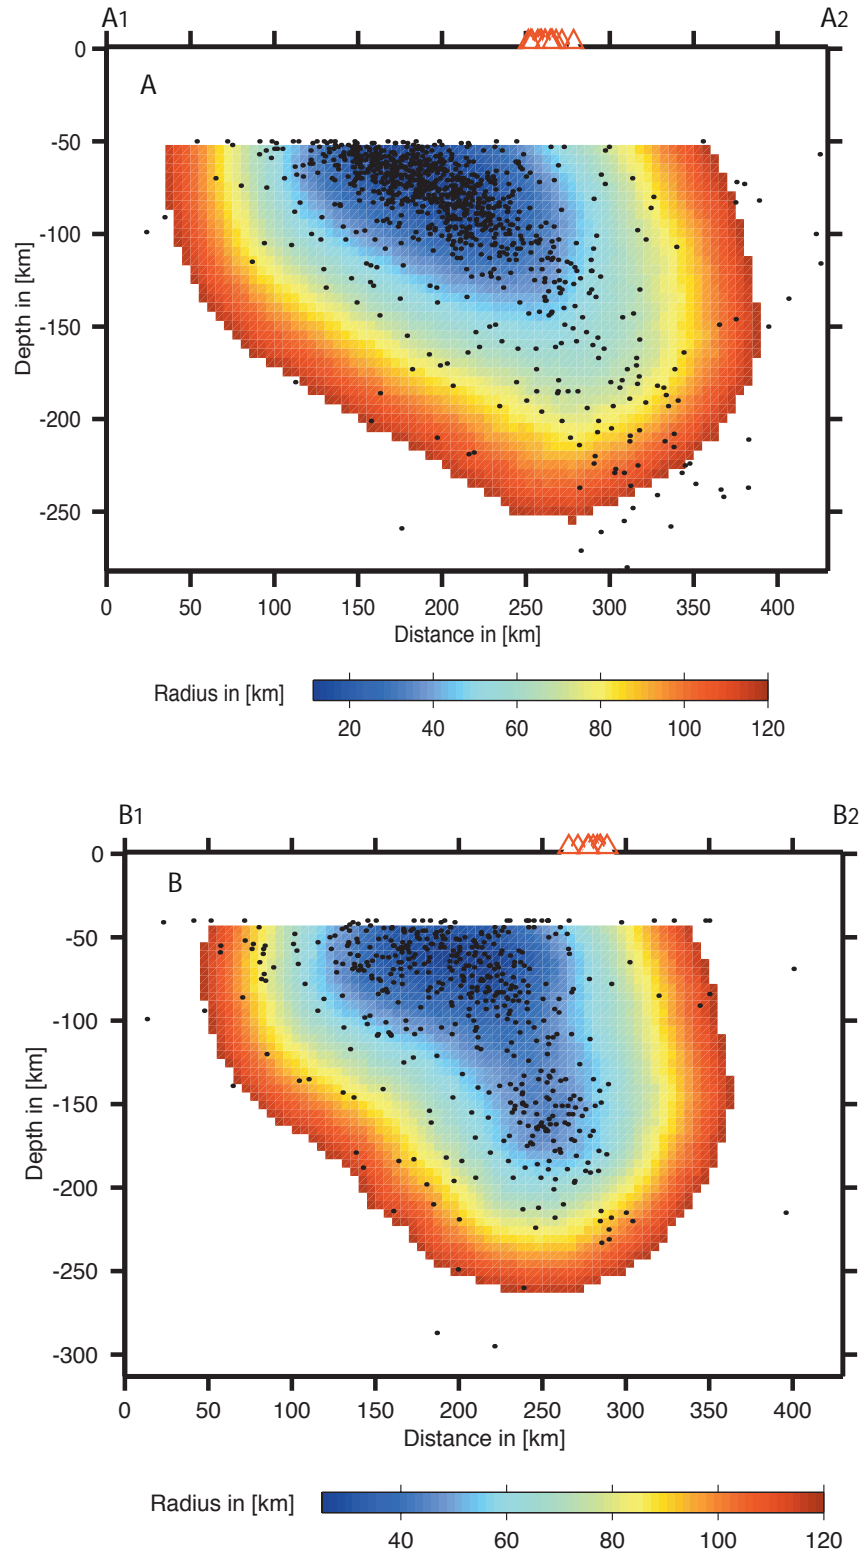 A1 A2
0
A
-50
-100
-150
-200
-250
Depth in [km]
0 50 100 150 200 250 300 350 400
Distance in [km]
Radius in [km]
20 40 60 80 100 120
B1 B2
0
B
-50
-100
-150
-200
-250
-300
Depth in [km]
0 50 100 150 200 250 300 350 400
Distance in [km]
Radius in [km]
40 60 80 100 120